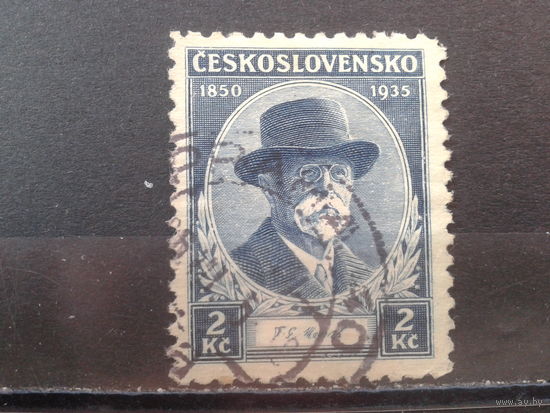 ČESKOSLOVENSKO
1850 1935
T. G. 
2 Kč 2 Kč
www.ay.by